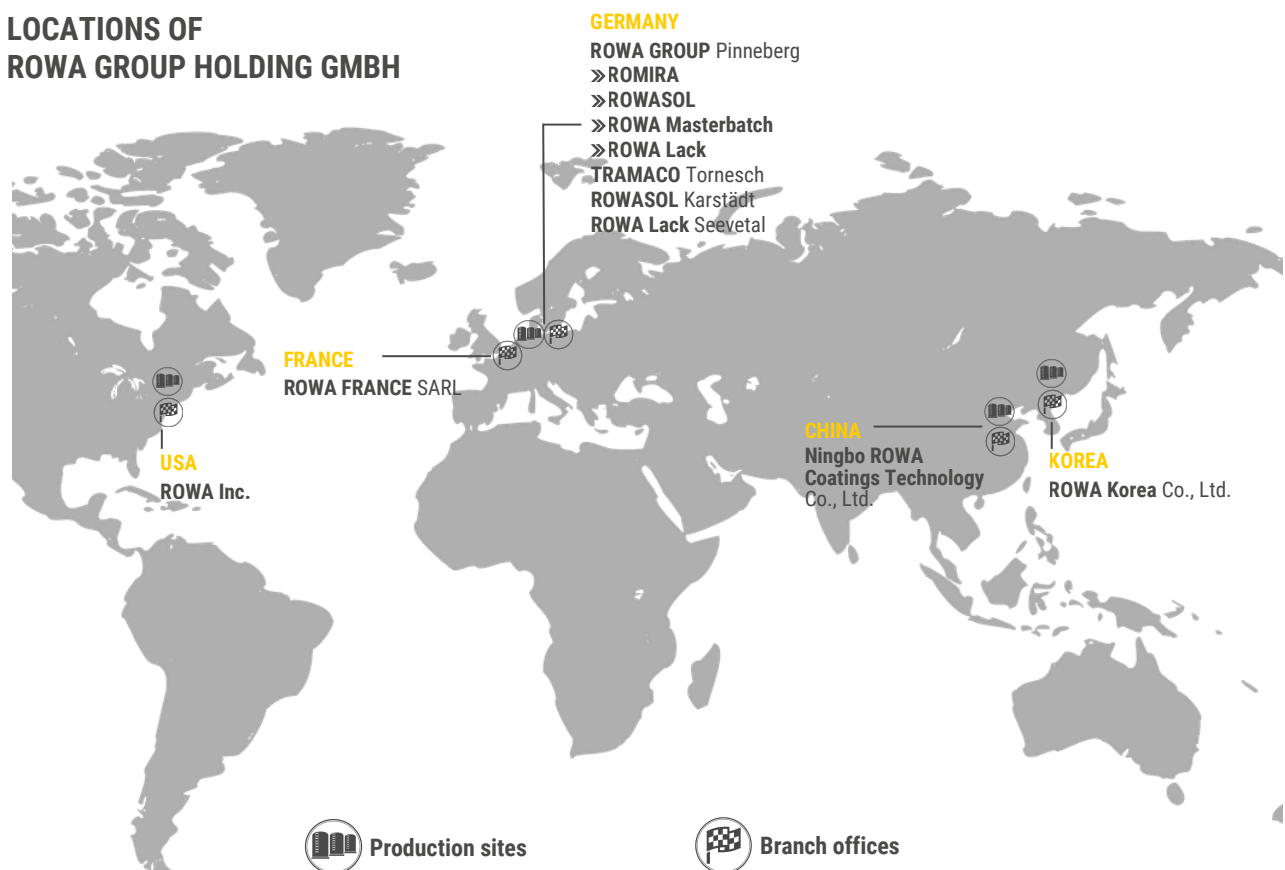 LOCATIONS OF
ROWA GROUP HOLDING GMBH
GERMANY
ROWA GROUP Pinneberg
»ROMIRA
»ROWASOL
»ROWA Masterbatch
»ROWA Lack
TRAMACO Tornesch
ROWASOL Karstädt
ROWA Lack Seevetal
FRANCE
ROWA FRANCE SARL
USA
ROWA Inc.
CHINA
Ningbo ROWA
Coatings Technology
Co., Ltd.
KOREA
ROWA Korea Co., Ltd.
Production sites
Branch offices